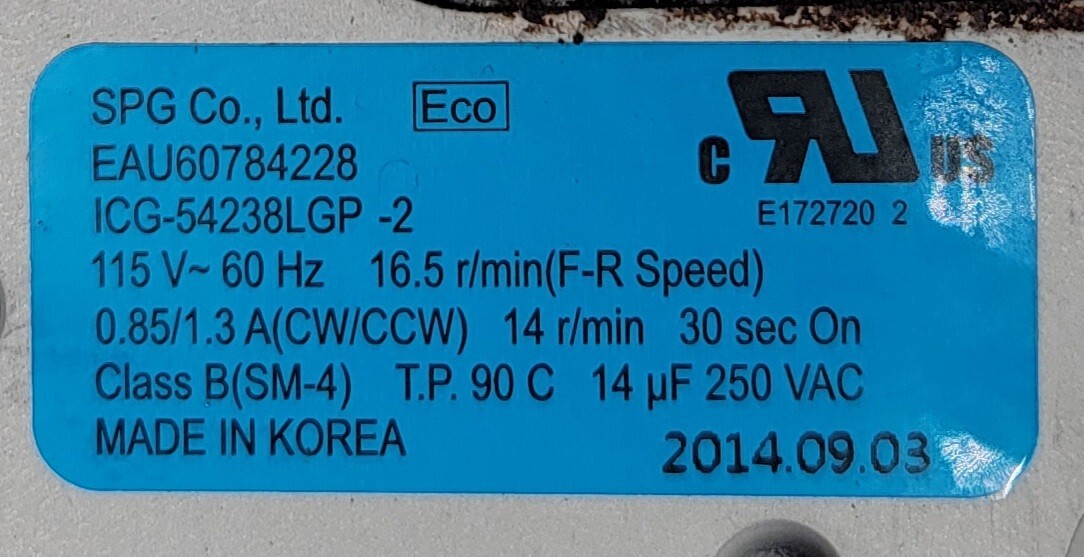 SPG Co., Ltd. Eco
EAU60784228
ICG-54238LGP -2
c RU US
E172720 2
115 V~ 60 Hz 16.5 r/min(F-R Speed)
0.85/1.3 A(CW/CCW) 14 r/min 30 sec On
Class B(SM-4) T.P. 90 C 14 µF 250 VAC
MADE IN KOREA 2014.09.03